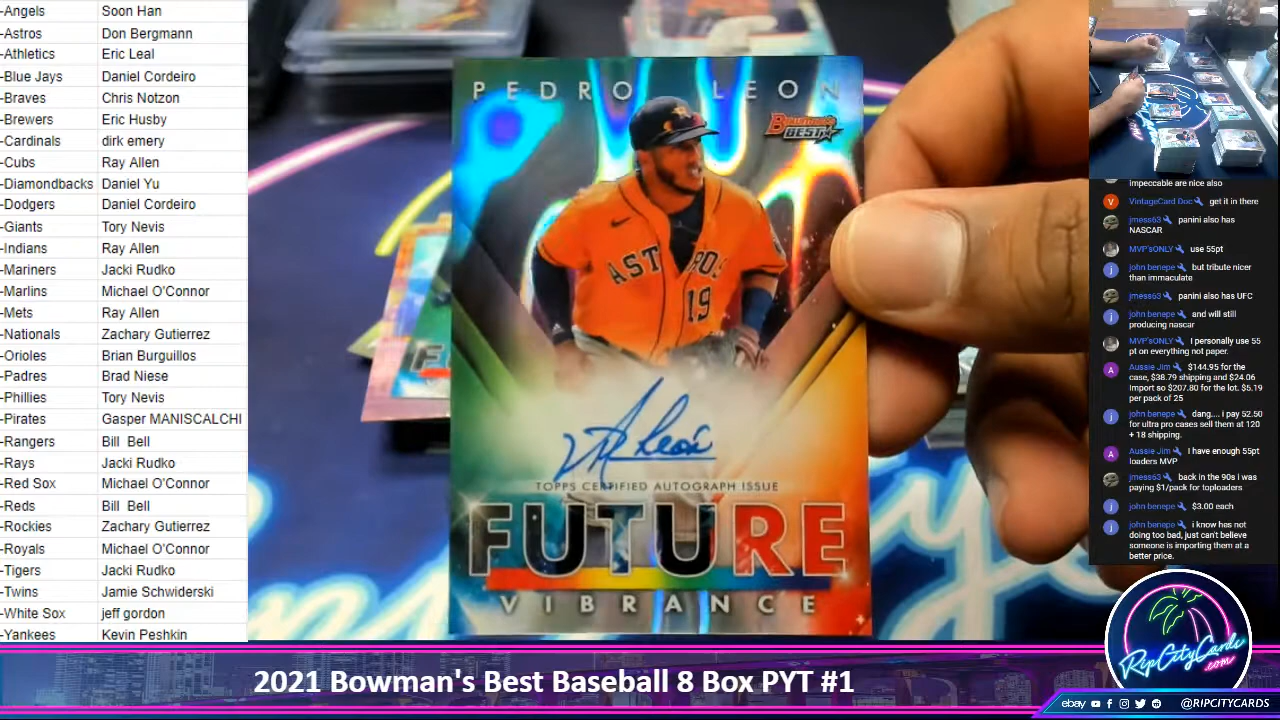 -Angels Soon Han
-Astros Don Bergmann
-Athletics Eric Leal
-Blue Jays Daniel Cordeiro
-Braves Chris Notzon
-Brewers Eric Husby
-Cardinals dirk emery
-Cubs Ray Allen
-Diamondbacks Daniel Yu
-Dodgers Daniel Cordeiro
-Giants Tory Nevis
-Indians Ray Allen
-Mariners Jacki Rudko
-Marlins Michael O'Connor
-Mets Ray Allen
-Nationals Zachary Gutierrez
-Orioles Brian Burguillos
-Padres Brad Niese
-Phillies Tory Nevis
-Pirates Gasper MANISCALCHI
-Rangers Bill Bell
-Rays Jacki Rudko
-Red Sox Michael O'Connor
-Reds Bill Bell
-Rockies Zachary Gutierrez
-Royals Michael O'Connor
-Tigers Jacki Rudko
-Twins Jamie Schwiderski
-White Sox jeff gordon
-Yankees Kevin Peshkin
PEDRO LEON
Bowman's
BEST
ASTROS
19
TOPPS CERTIFIED AUTOGRAPH ISSUE
FUTURE
VIBRANCE
impeccable are nice also
VintageCard Doc get it in there
jmess63 panini also has
NASCAR
MVP'sONLY use 55pt
john benepe but tribute nicer
than immaculate
jmess63 panini also has UFC
john benepe and will still
producing nascar
MVP'sONLY I personally use 55
pt on everything not paper.
Aussie Jim $144.95 for the
case, $38.79 shipping and $24.06
Import so $207.80 for the lot. $5.19
per pack of 25
john benepe dang.... i pay 52.50
for ultra pro cases sell them at 120
+ 18 shipping.
Aussie Jim I have enough 55pt
loaders MVP
jmess63 back in the 90s i was
paying $1/pack for toploaders
john benepe $3.00 each
john benepe i know hes not
doing too bad, just can't believe
someone is importing them at a
better price.
RipCityCards
.com
2021 Bowman's Best Baseball 8 Box PYT #1
ebay @RIPCITYCARDS